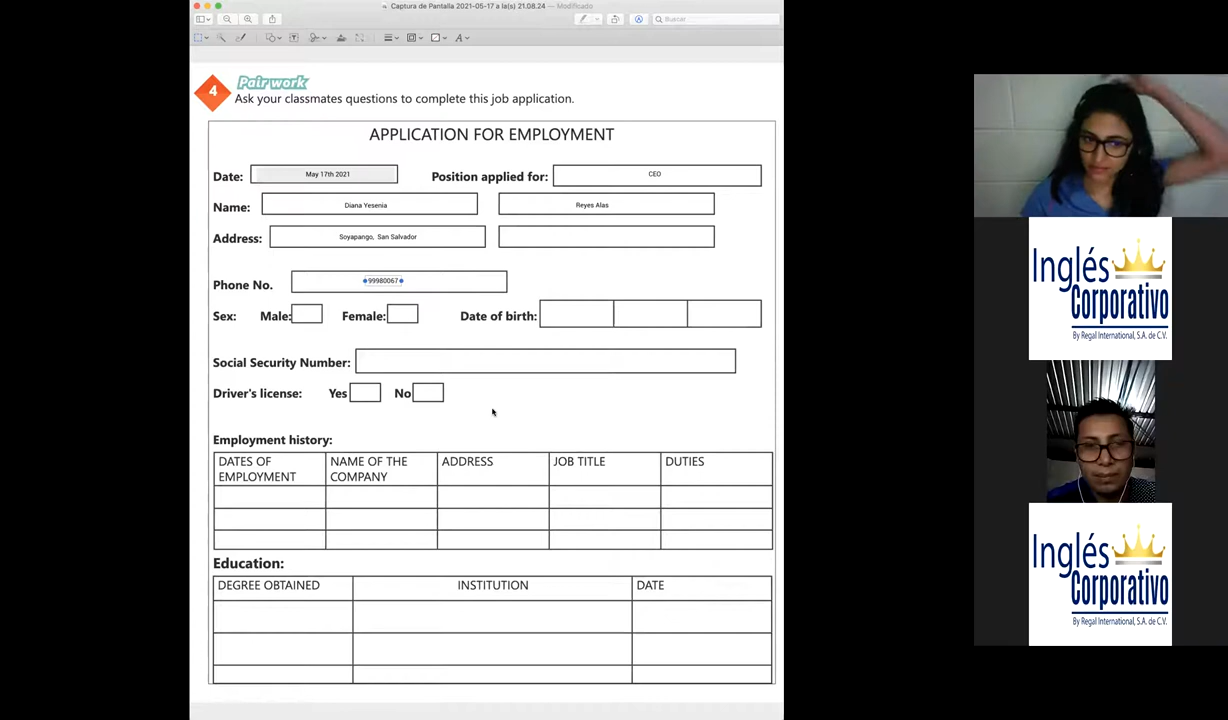 Captura de Pantalla 2021-05-17 a la(s) 21.08.24 — Modificado
Buscar
4
Pair work
Ask your classmates questions to complete this job application.
APPLICATION FOR EMPLOYMENT
Date: May 17th 2021 Position applied for: CEO
Name: Diana Yesenia Reyes Alas
Address: Soyapango, San Salvador
Phone No. 99980067
Sex: Male: Female: Date of birth:
Social Security Number:
Driver's license: Yes No
Employment history:
DATES OF EMPLOYMENT NAME OF THE COMPANY ADDRESS JOB TITLE DUTIES
Education:
DEGREE OBTAINED INSTITUTION DATE
Inglés
Corporativo
By Regal International, S.A. de C.V.
Inglés
Corporativo
By Regal International, S.A. de C.V.